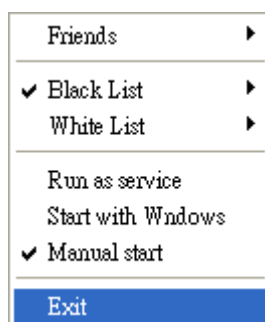 Friends
Black List
White List
Run as service
Start with Wndows
Manual start
Exit